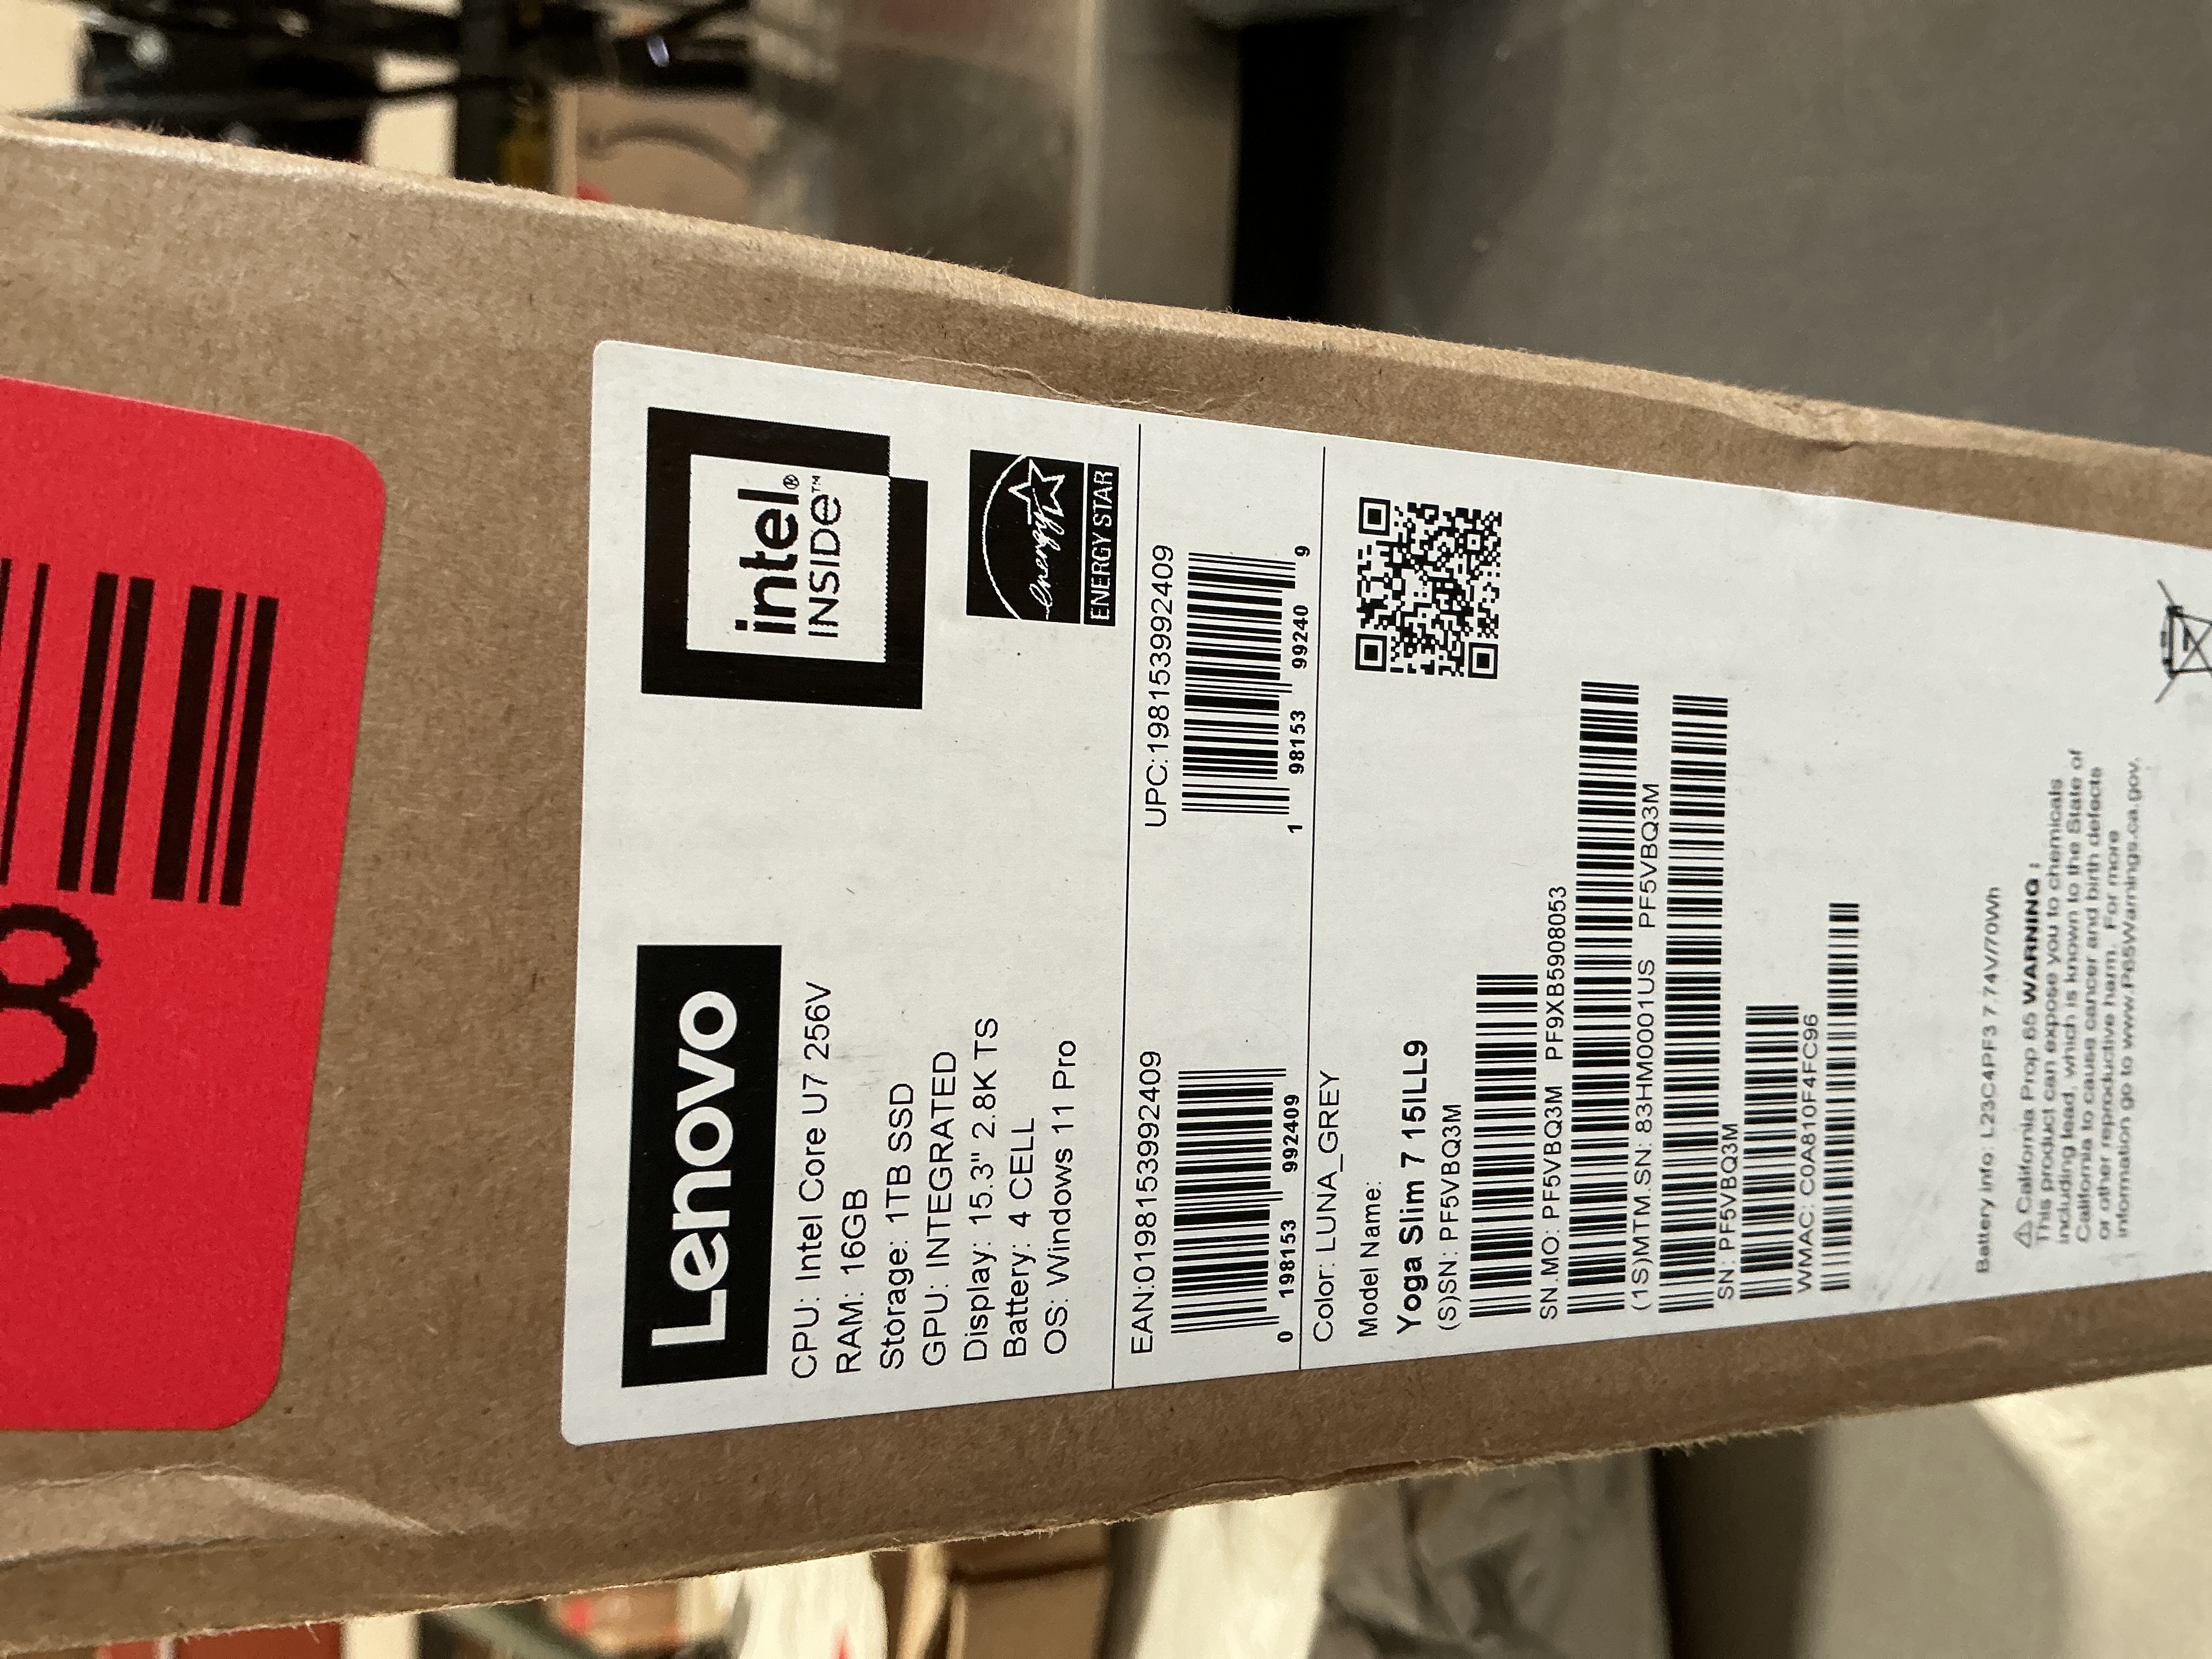 8
Lenovo
intel®
INSIDE™
CPU: Intel Core U7 256V
RAM: 16GB
Storage: 1TB SSD
GPU: INTEGRATED
Display: 15.3" 2.8K TS
Battery: 4 CELL
OS: Windows 11 Pro
energy
ENERGY STAR
EAN:0198153992409
0 198153 992409
UPC:198153992409
1 98153 99240 9
Color: LUNA_GREY
Model Name:
Yoga Slim 7 15ILL9
(S)SN: PF5VBQ3M
SN.MO: PF5VBQ3M PF9XB5908053
(1S)MTM.SN: 83HM0001US PF5VBQ3M
SN: PF5VBQ3M
WMAC: C0A810F4FC96
Battery info: L23C4PF3 7.74V/70Wh
⚠ California Prop 65 WARNING :
This product can expose you to chemicals
including lead, which is known to the State of
California to cause cancer and birth defects
or other reproductive harm. For more
information go to www.P65Warnings.ca.gov.